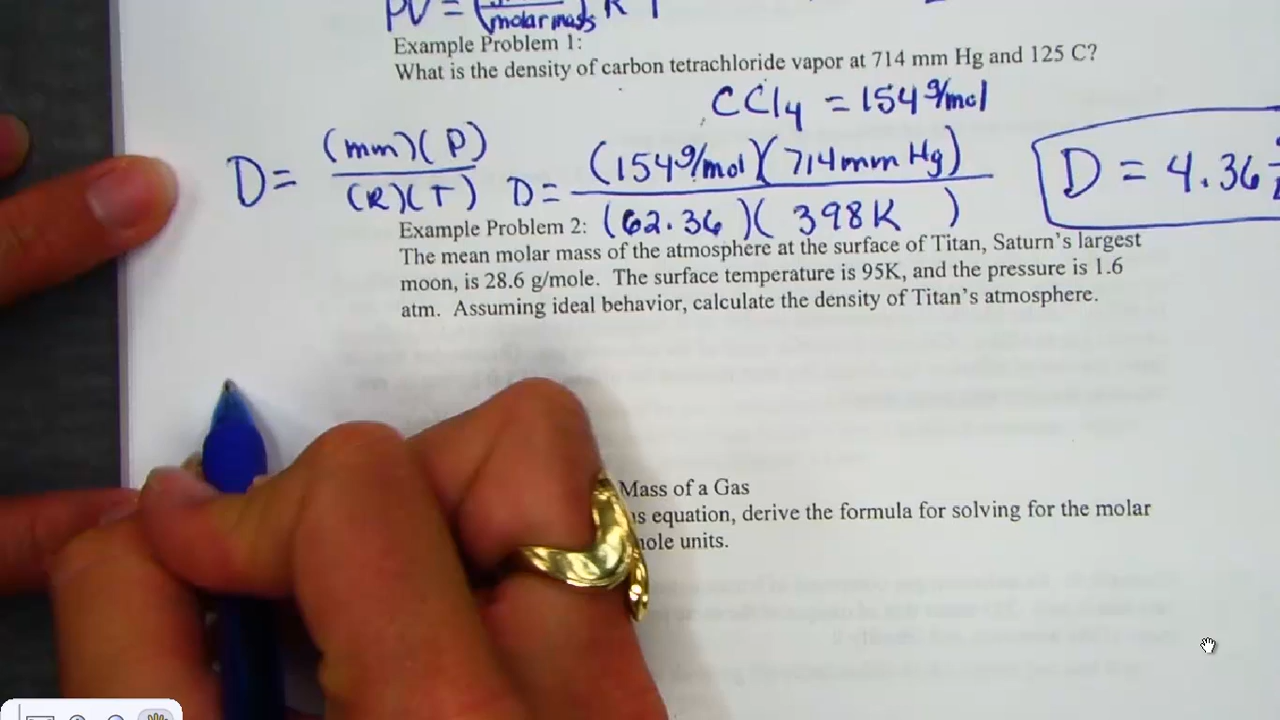 PV = (molar mass) R T
Example Problem 1:
What is the density of carbon tetrachloride vapor at 714 mm Hg and 125 C?
CCl4 = 154 g/mol
D = (mm)(P) / (R)(T) D = (154 g/mol)(714 mm Hg) / (62.36)(398 K) D = 4.36
Example Problem 2:
The mean molar mass of the atmosphere at the surface of Titan, Saturn's largest
moon, is 28.6 g/mole. The surface temperature is 95K, and the pressure is 1.6
atm. Assuming ideal behavior, calculate the density of Titan's atmosphere.
Mass of a Gas
equation, derive the formula for solving for the molar
units.